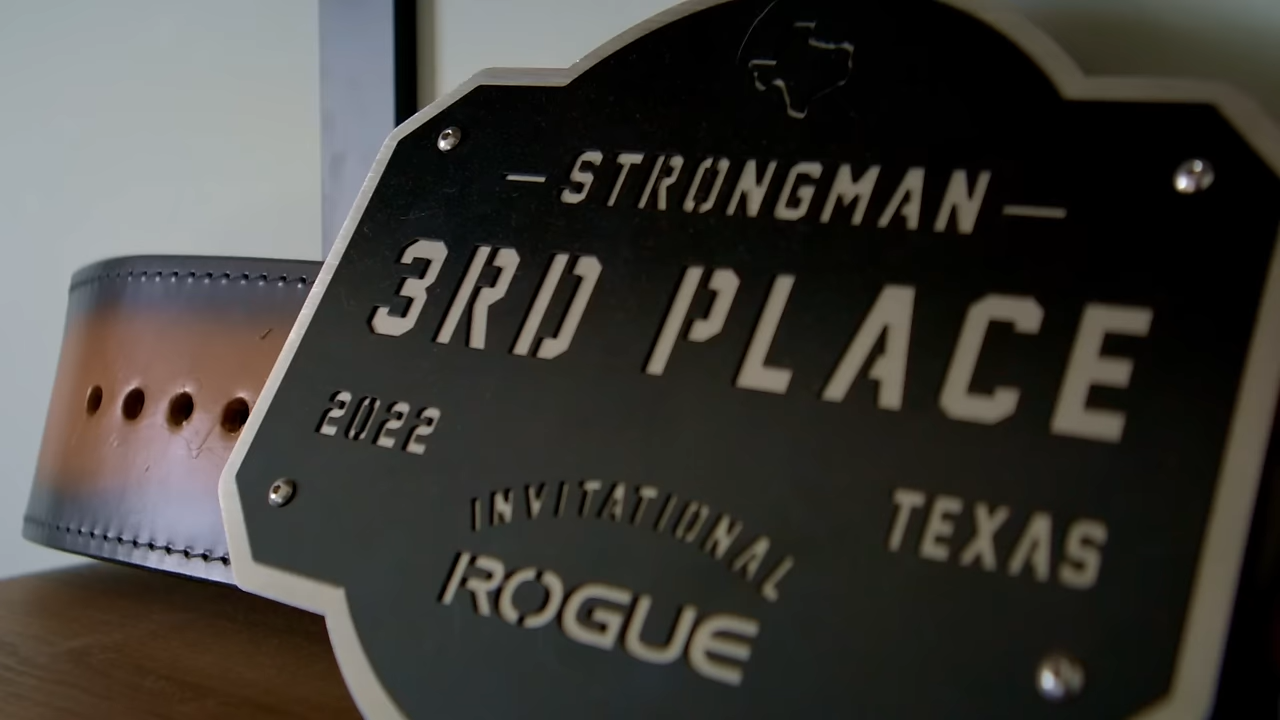 STRONGMAN
3RD PLACE
2022
TEXAS
INVITATIONAL
ROGUE